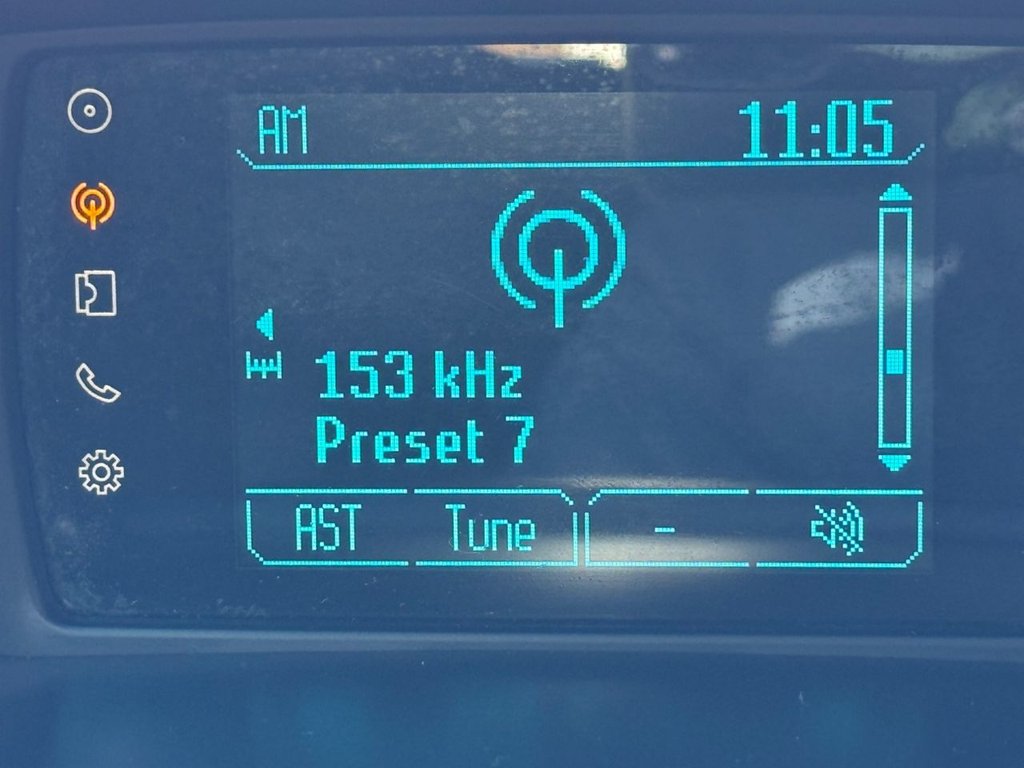 AM 11:05
153 kHz
Preset 7
AST Tune -